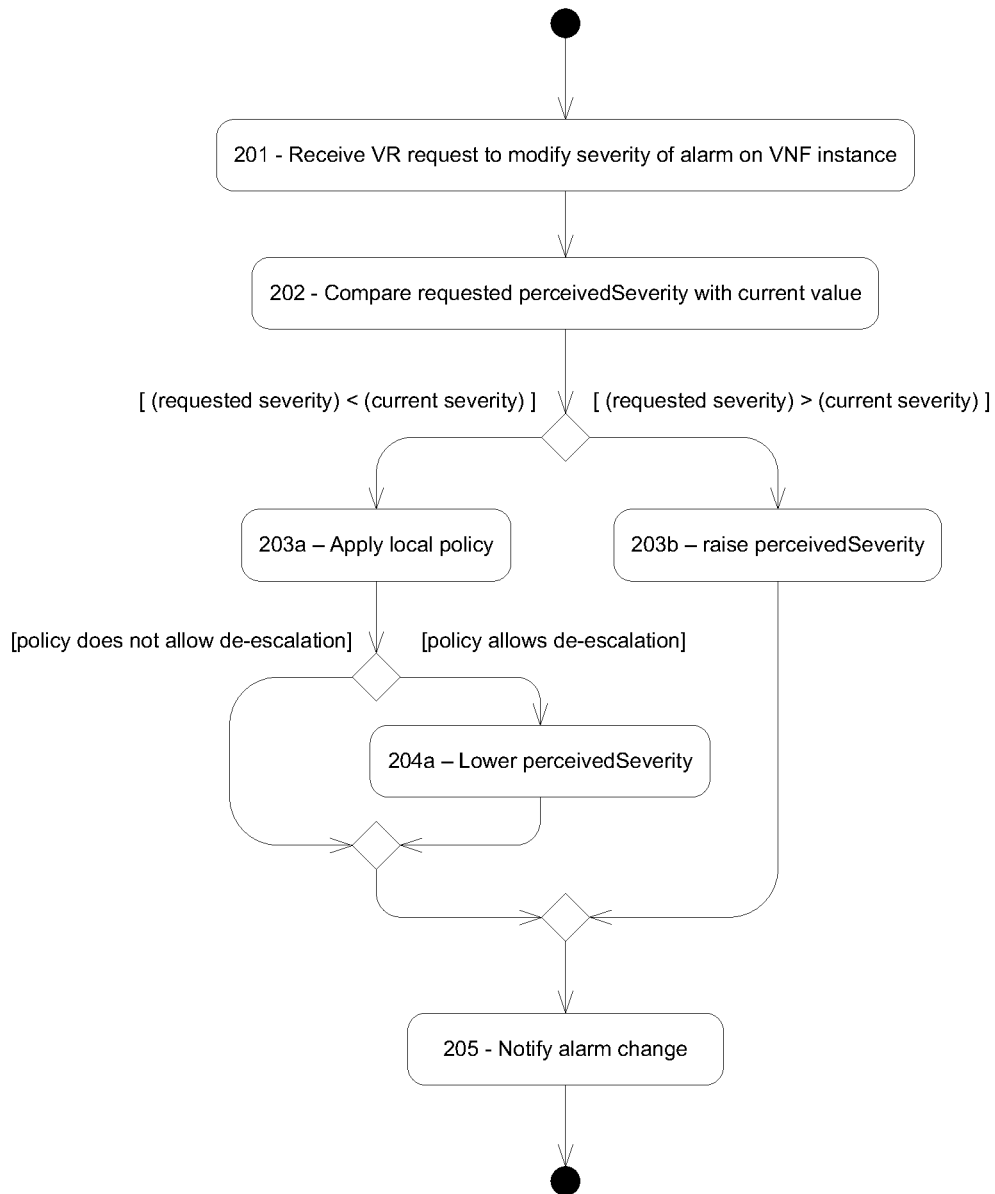 201 - Receive VR request to modify severity of alarm on VNF instance
202 - Compare requested perceivedSeverity with current value
[ (requested severity) < (current severity) ]
[ (requested severity) > (current severity) ]
203a – Apply local policy
203b – raise perceivedSeverity
[policy does not allow de-escalation]
[policy allows de-escalation]
204a – Lower perceivedSeverity
205 - Notify alarm change